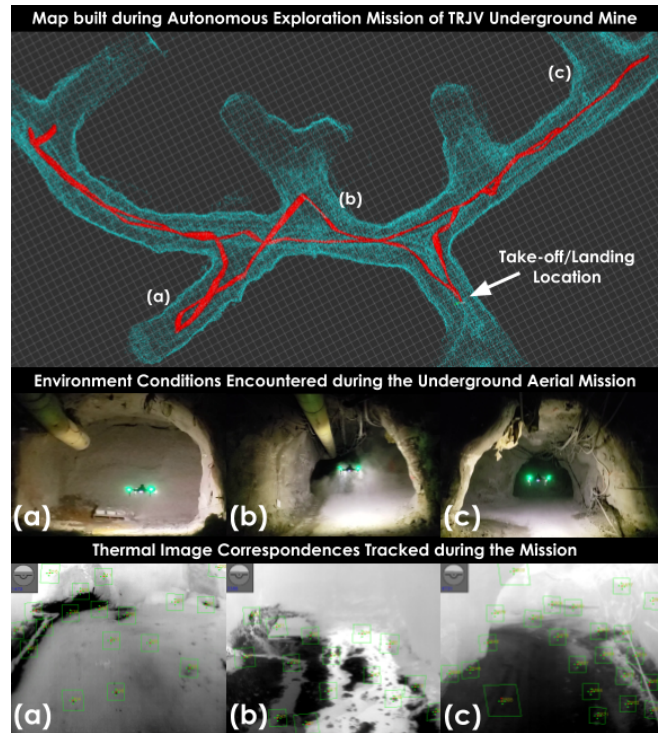 Map built during Autonomous Exploration Mission of TRJV Underground Mine
(c)
(b)
Take-off/Landing
Location
(a)
Environment Conditions Encountered during the Underground Aerial Mission
(a) (b) (c)
Thermal Image Correspondences Tracked during the Mission
(a) (b) (c)